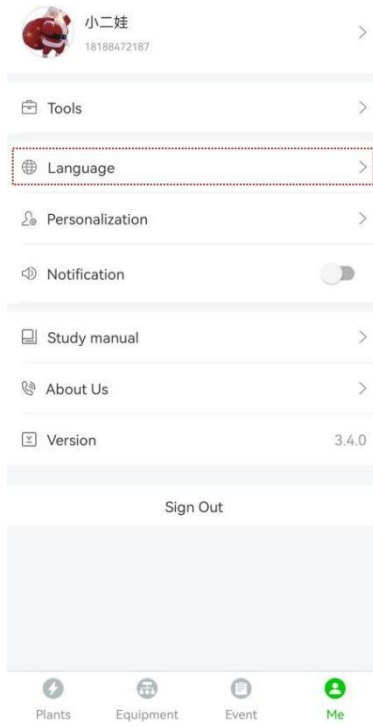 小二娃
18188472187
Tools
Language
Personalization
Notification
Study manual
About Us
Version 3.4.0
Sign Out
Plants Equipment Event Me